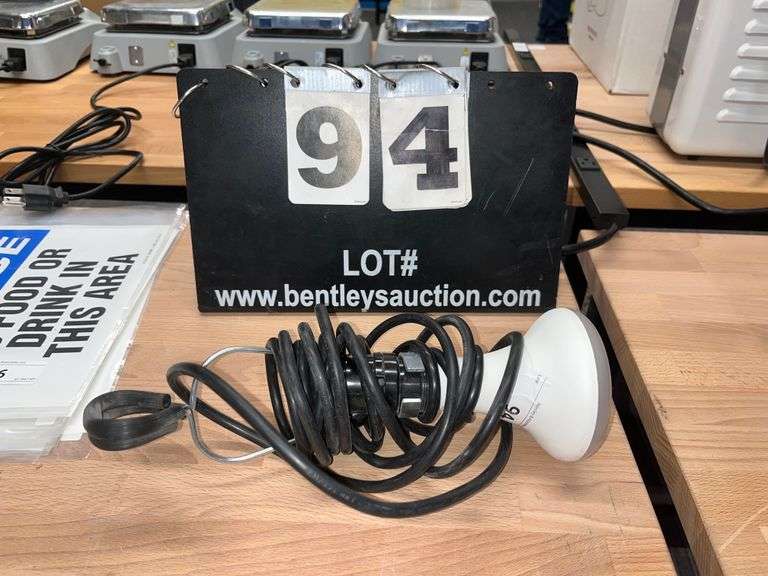 94
LOT#
www.bentleysauction.com
FOOD OR
DRINK IN
THIS AREA